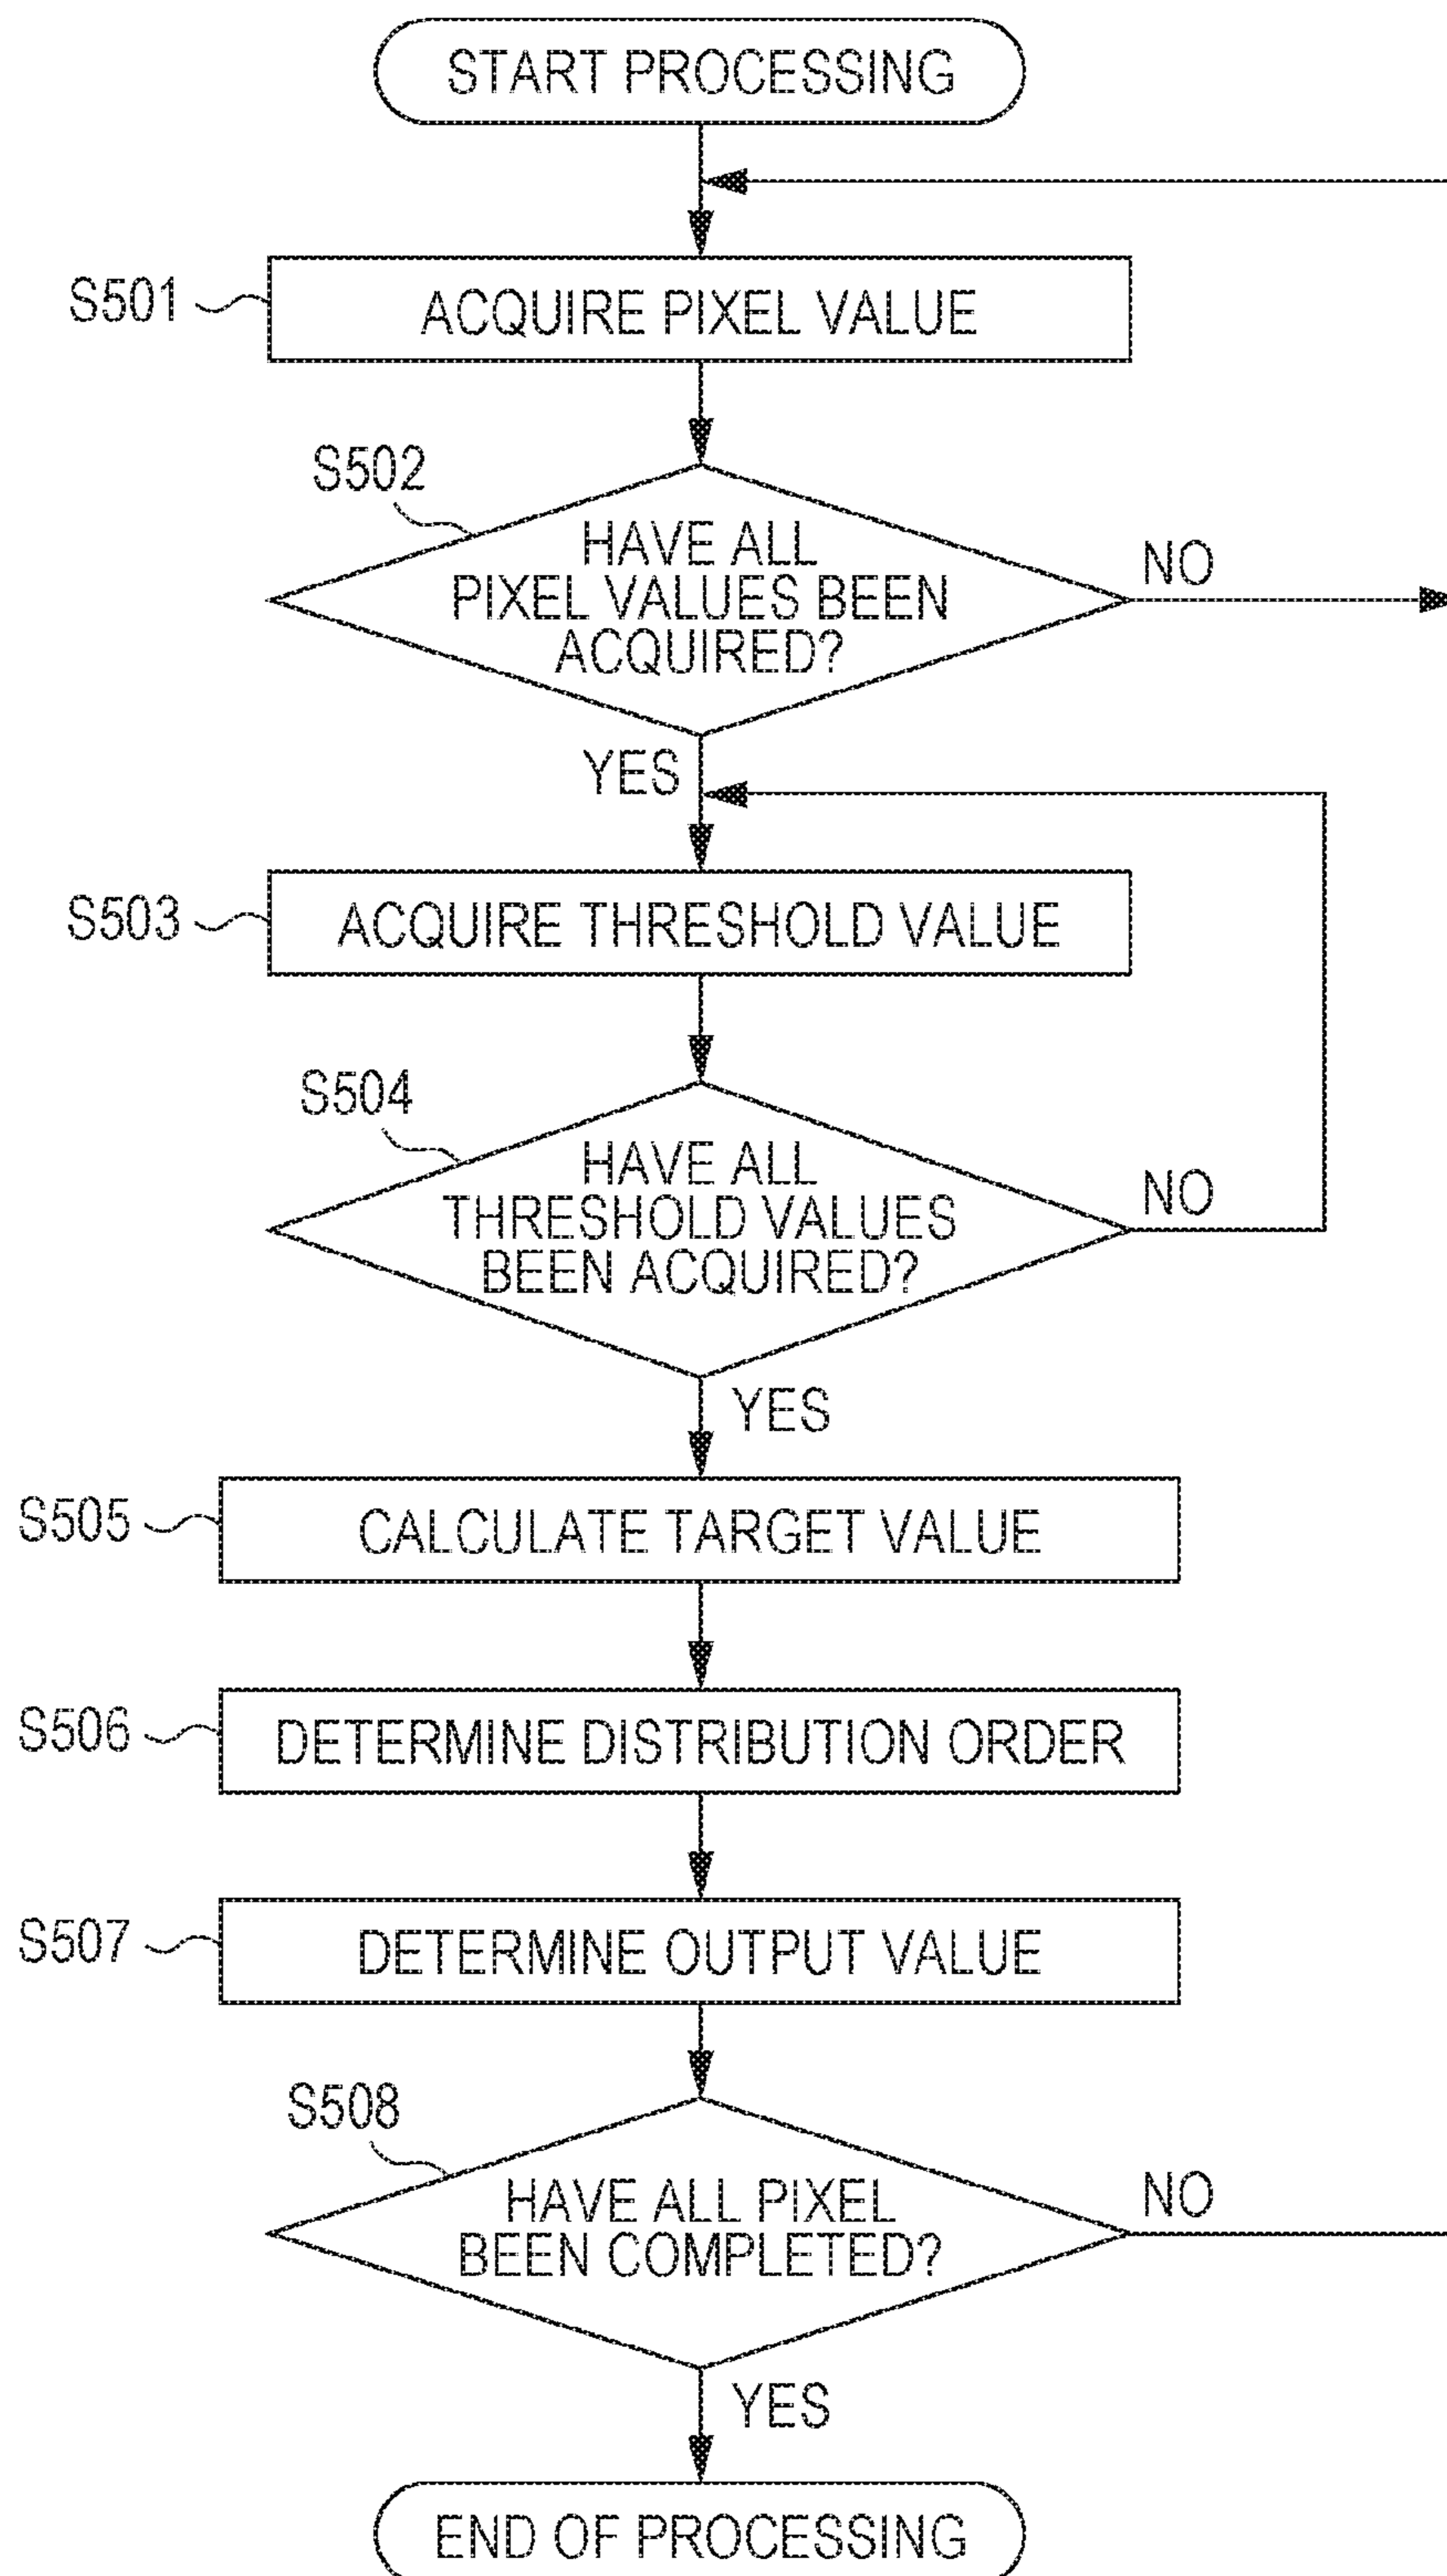 START PROCESSING
S501
ACQUIRE PIXEL VALUE
S502
HAVE ALL
PIXEL VALUES BEEN
ACQUIRED?
NO
YES
S503
ACQUIRE THRESHOLD VALUE
S504
HAVE ALL
THRESHOLD VALUES
BEEN ACQUIRED?
NO
YES
S505
CALCULATE TARGET VALUE
S506
DETERMINE DISTRIBUTION ORDER
S507
DETERMINE OUTPUT VALUE
S508
HAVE ALL PIXEL
BEEN COMPLETED?
NO
YES
END OF PROCESSING